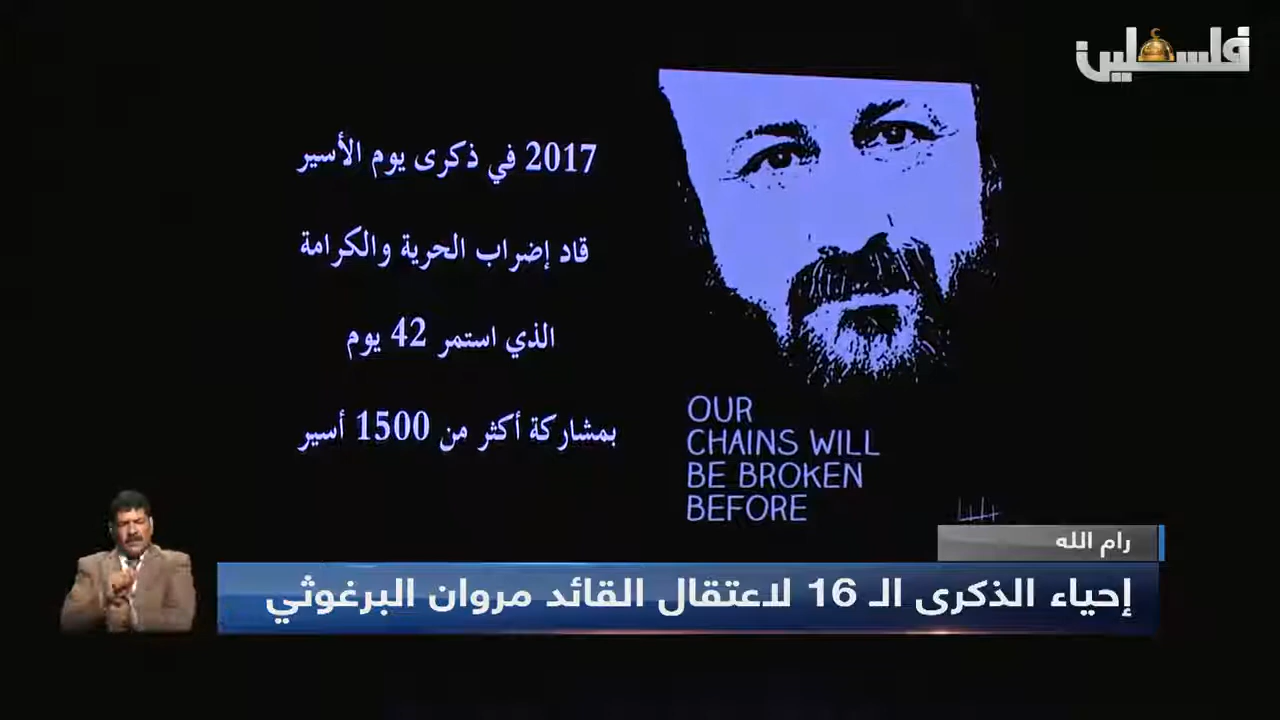 فلسطين
2017 في ذكرى يوم الأسير
قاد إضراب الحرية والكرامة
الذي استمر 42 يوم
بمشاركة أكثر من 1500 أسير
OUR
CHAINS WILL
BE BROKEN
BEFORE
رام الله
إحياء الذكرى الـ 16 لاعتقال القائد مروان البرغوثي